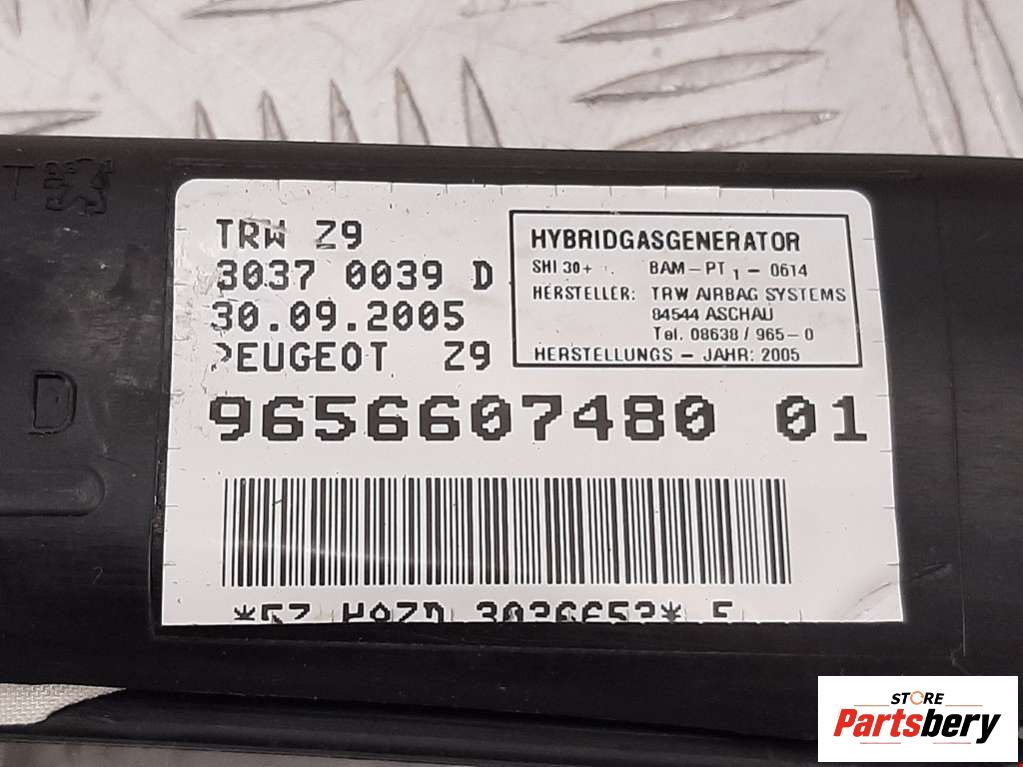 T
D
TRW Z9
3037 0039 D
30.09.2005
PEUGEOT Z9
HYBRIDGASGENERATOR
SHI 30+ BAM-PT 1 - 0614
HERSTELLER: TRW AIRBAG SYSTEMS
84544 ASCHAU
Tel. 08638 / 965-0
HERSTELLUNGS - JAHR: 2005
9656607480 01
STORE
Partsbery